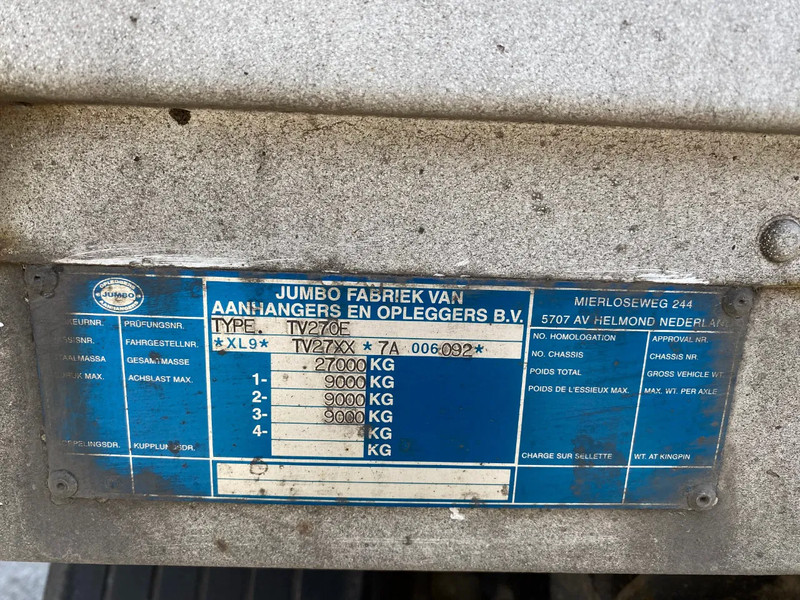 OPLEGGERS
JUMBO
AANHANGERS
JUMBO FABRIEK VAN
AANHANGERS EN OPLEGGERS B.V.
MIERLOSEWEG 244
5707 AV HELMOND NEDERLAND
PRÜFUNGSNR.
FAHRGESTELLNR.
GESAMTMASSE
ACHSLAST MAX.
KUPPLUNGSDR.
TYPE. TV270E
*XL9* TV27XX *7A 006092*
27000 KG
1- 9000 KG
2- 9000 KG
3- 9000 KG
4- KG
KG
NO. HOMOLOGATION
NO. CHASSIS
POIDS TOTAL
POIDS DE L'ESSIEUX MAX.
CHARGE SUR SELLETTE
APPROVAL NR.
CHASSIS NR.
GROSS VEHICLE WT.
MAX. WT. PER AXLE
WT. AT KINGPIN